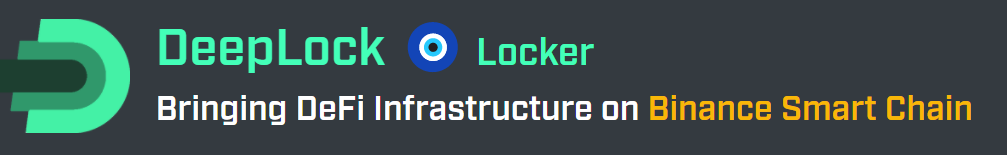 DeepLock 🧿 Locker
Bringing DeFi Infrastructure on Binance Smart Chain